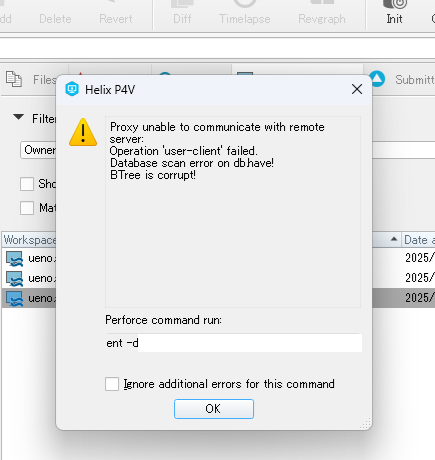 Delete
Revert
Diff
Timelapse
Revgraph
Init
Files
Submitt
Filter
Owner
Sho
Mat
Workspace
Date
ueno.
2025/
ueno.
2025/
ueno.
2025/
Helix P4V
Proxy unable to communicate with remote
server:
Operation 'user-client' failed.
Database scan error on db.have!
BTree is corrupt!
Perforce command run:
ent -d
Ignore additional errors for this command
OK